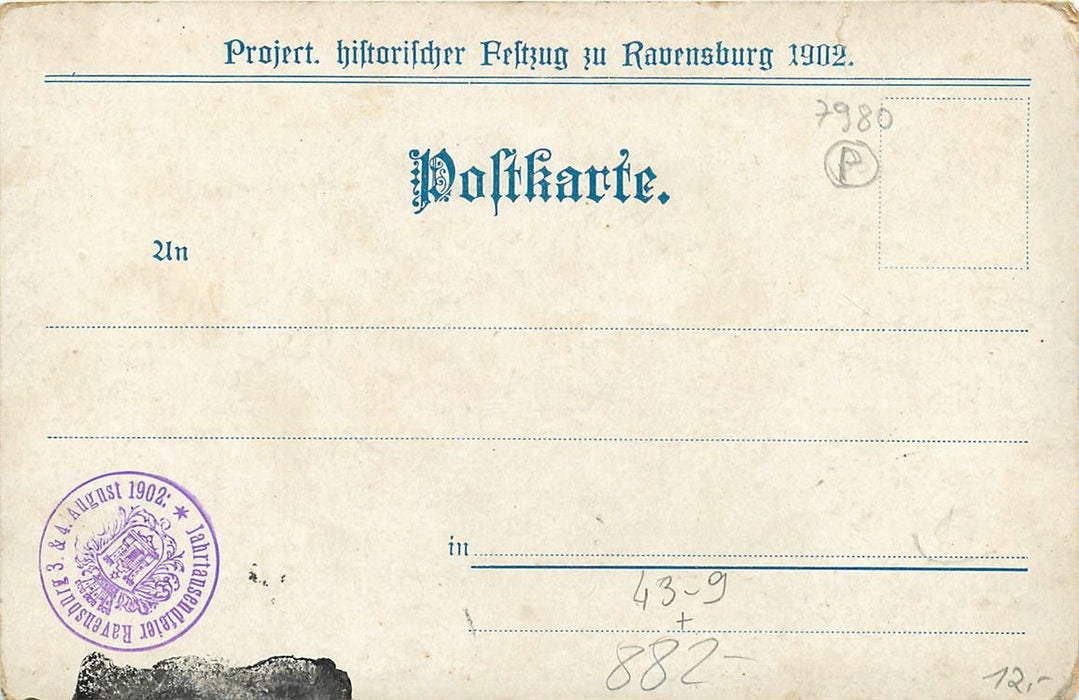 Project. historischer Festzug zu Ravensburg 1902.
7980
P
Postkarte.
An
Jahrtausendfeier Ravensburg 3. & 4. August 1902. *
in
43-9
+
882-
12,-